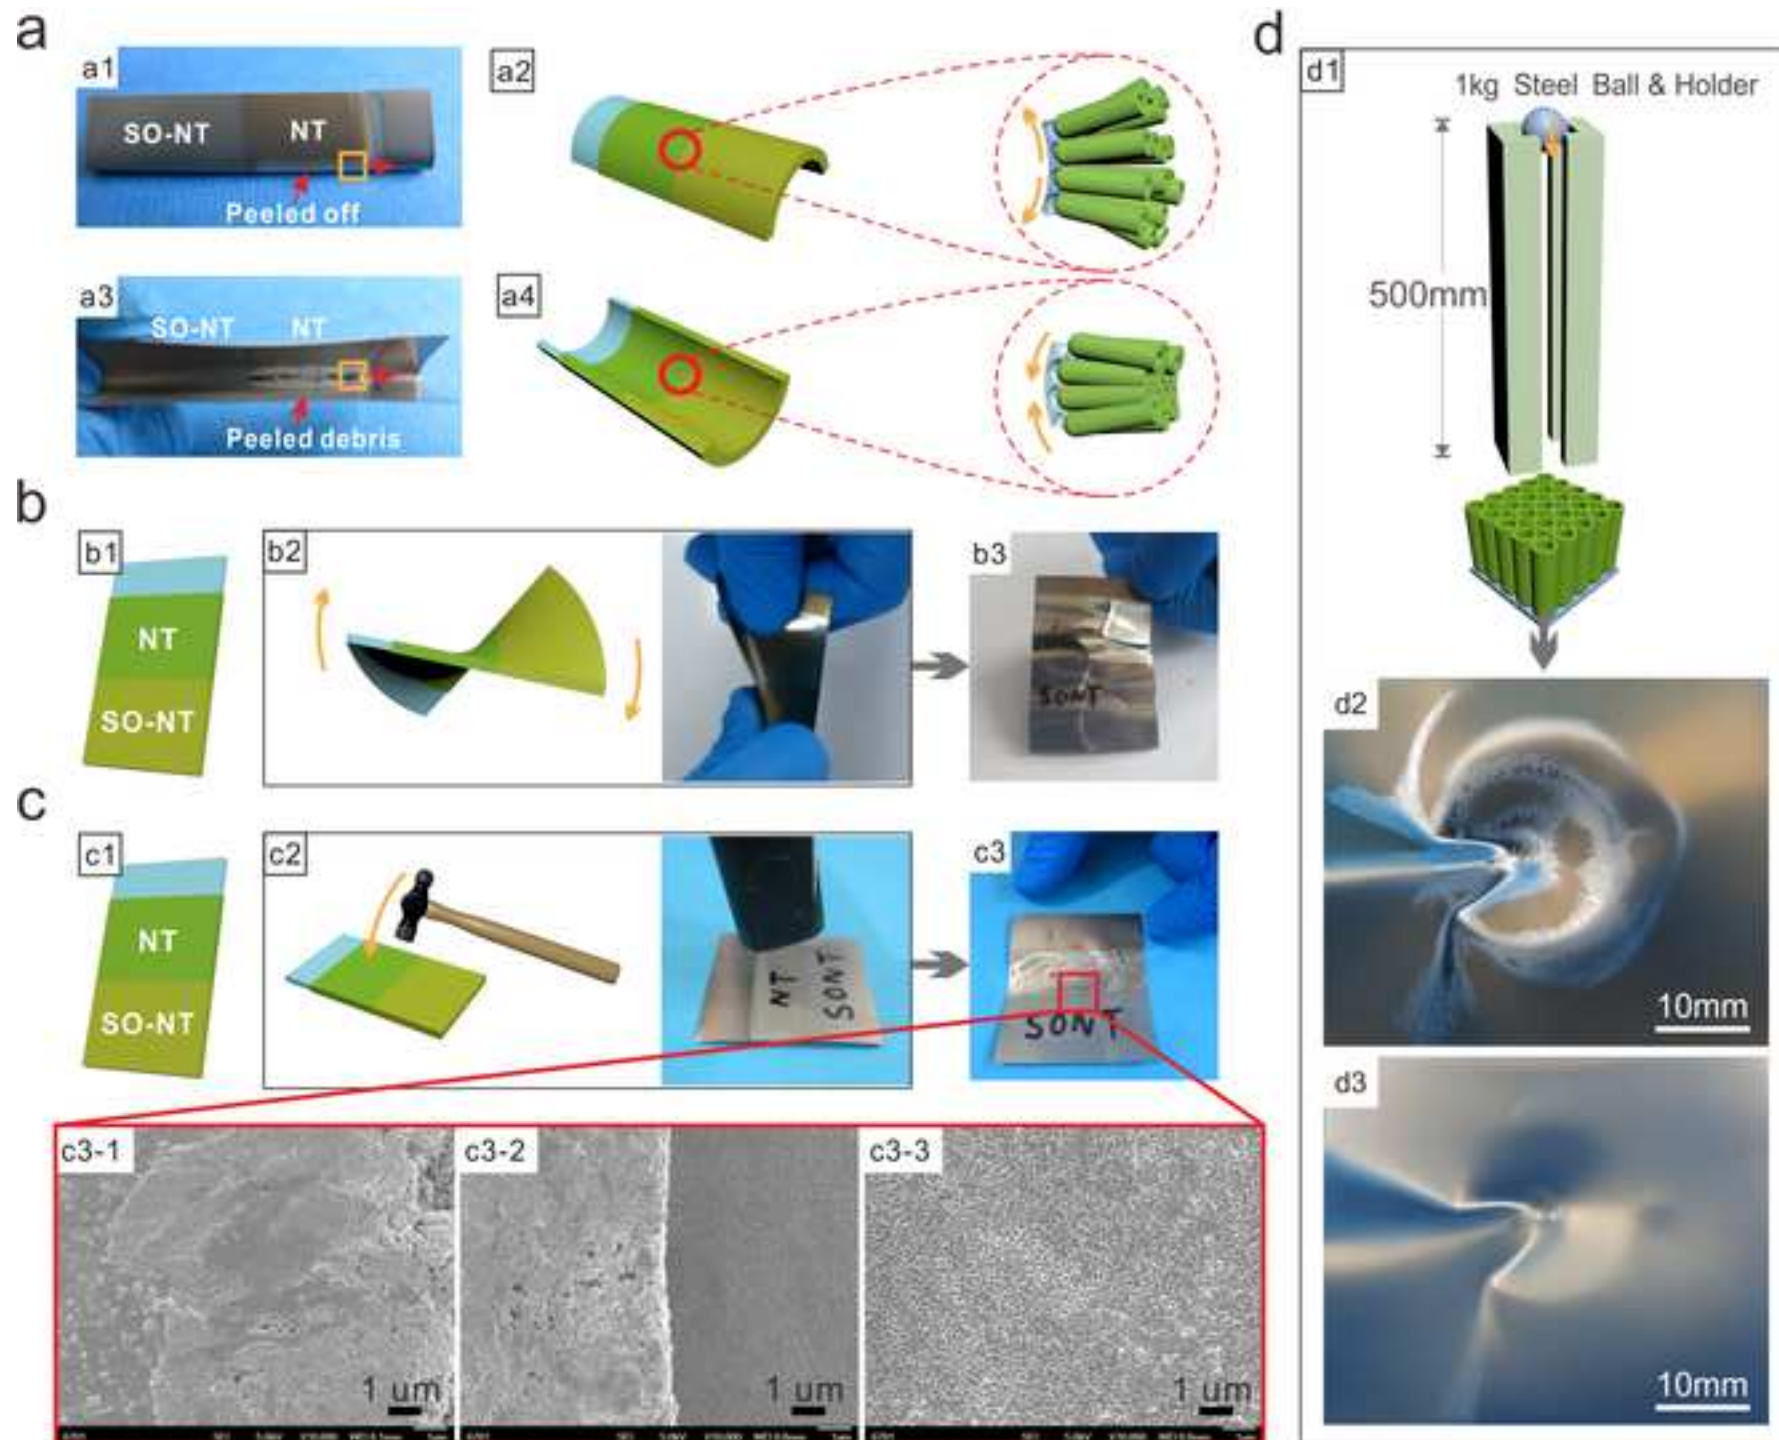 a
a1
SO-NT NT
Peeled off
a2
a3
SO-NT NT
Peeled debris
a4
b
b1
NT
SO-NT
b2
b3
SONT
c
c1
NT
SO-NT
c2
NT
SONT
c3
SONT
c3-1
1 um
c3-2
1 um
c3-3
1 um
d
d1
1kg Steel Ball & Holder
500mm
d2
10mm
d3
10mm